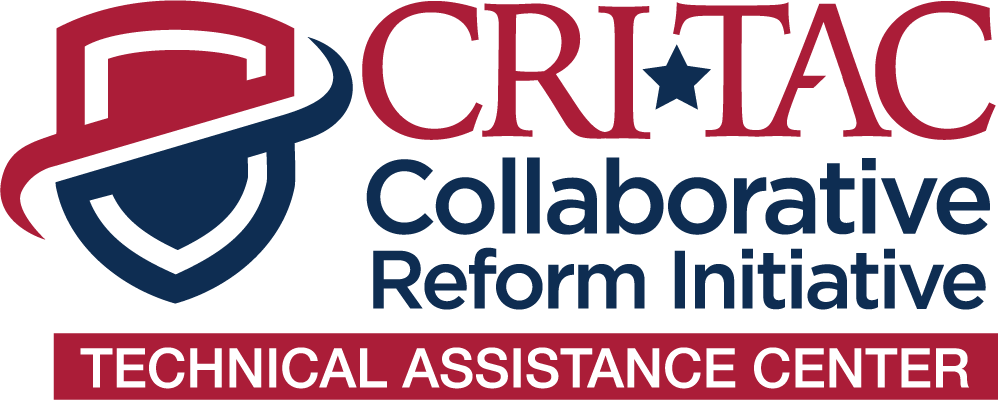 CRI★TAC
Collaborative
Reform Initiative
TECHNICAL ASSISTANCE CENTER